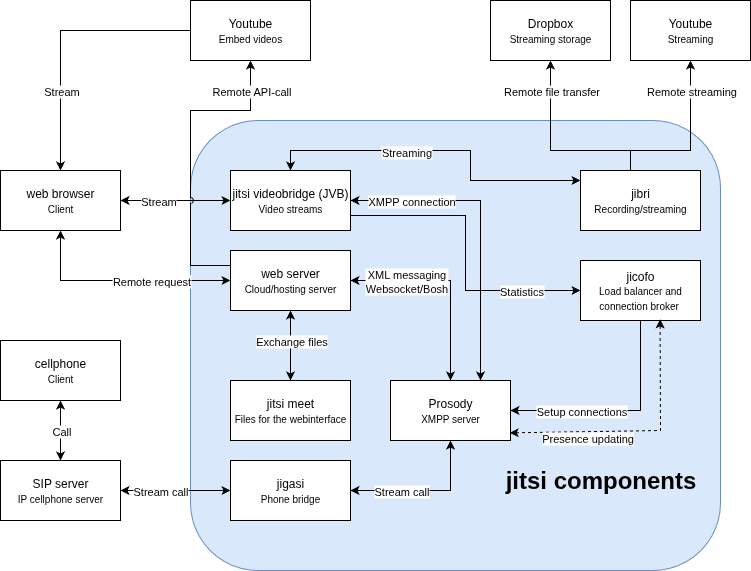 Youtube
Embed videos
Dropbox
Streaming storage
Youtube
Streaming
Stream
Remote API-call
Remote file transfer
Remote streaming
Streaming
web browser
Client
Stream
jitsi videobridge (JVB)
Video streams
XMPP connection
jibri
Recording/streaming
Remote request
web server
Cloud/hosting server
XML messaging
Websocket/Bosh
Statistics
jicofo
Load balancer and
connection broker
Exchange files
cellphone
Client
jitsi meet
Files for the webinterface
Prosody
XMPP server
Setup connections
Presence updating
Call
SIP server
IP cellphone server
Stream call
jigasi
Phone bridge
Stream call
jitsi components